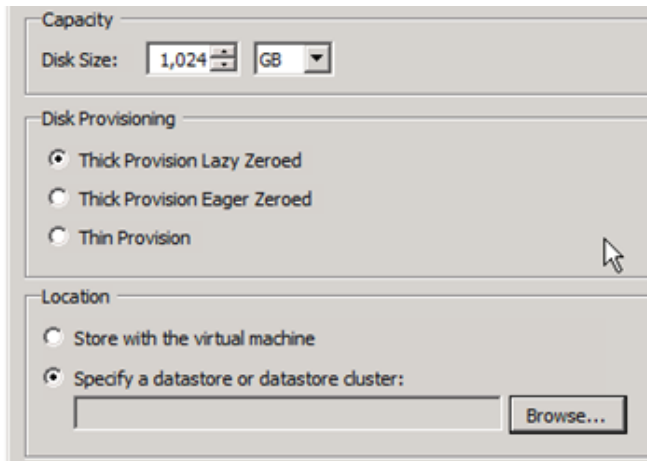 Capacity
Disk Size: 1,024 GB
Disk Provisioning
Thick Provision Lazy Zeroed
Thick Provision Eager Zeroed
Thin Provision
Location
Store with the virtual machine
Specify a datastore or datastore cluster:
Browse...